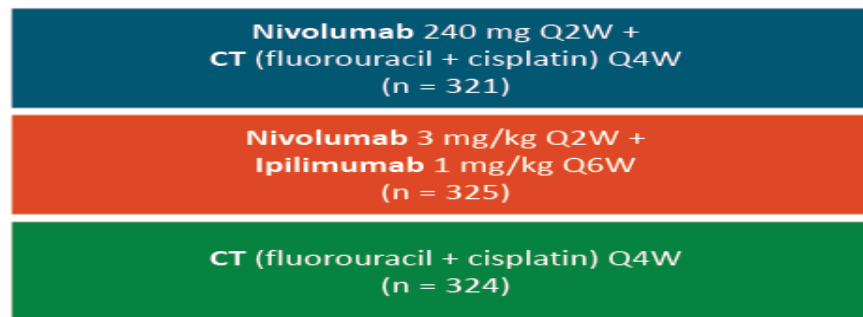 Nivolumab 240 mg Q2W +
CT (fluorouracil + cisplatin) Q4W
(n = 321)
Nivolumab 3 mg/kg Q2W +
Ipilimumab 1 mg/kg Q6W
(n = 325)
CT (fluorouracil + cisplatin) Q4W
(n = 324)